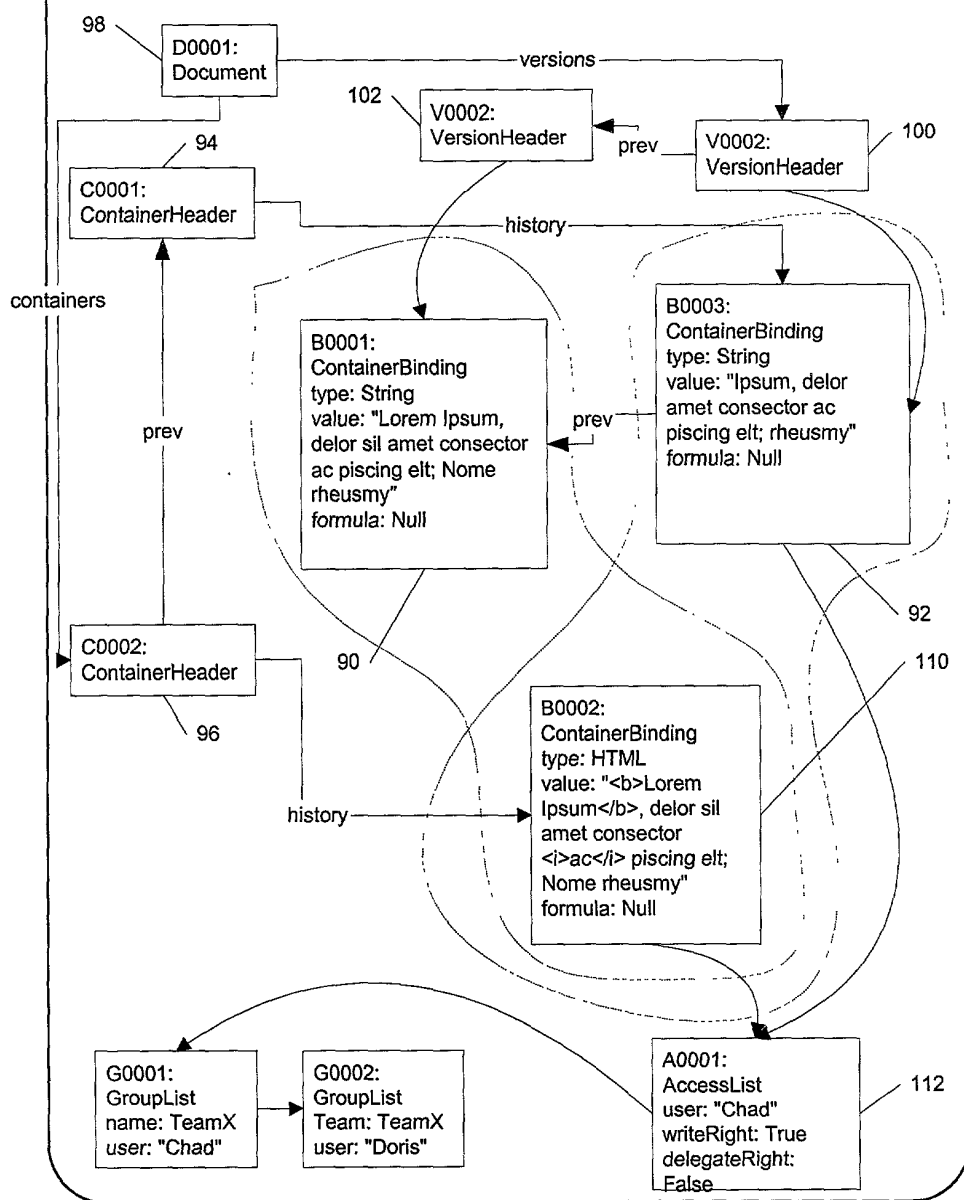 98
D0001:
Document
versions
102
V0002:
VersionHeader
prev
V0002:
VersionHeader
100
94
C0001:
ContainerHeader
history
containers
B0001:
ContainerBinding
type: String
value: "Lorem Ipsum,
delor sil amet consector
ac piscing elt; Nome
rheusmy"
formula: Null
prev
B0003:
ContainerBinding
type: String
value: "Ipsum, delor
amet consector ac
piscing elt; rheusmy"
formula: Null
prev
90
92
C0002:
ContainerHeader
96
110
history
B0002:
ContainerBinding
type: HTML
value: "<b>Lorem
Ipsum</b>, delor sil
amet consector
<i>ac</i> piscing elt;
Nome rheusmy"
formula: Null
G0001:
GroupList
name: TeamX
user: "Chad"
G0002:
GroupList
Team: TeamX
user: "Doris"
A0001:
AccessList
user: "Chad"
writeRight: True
delegateRight:
False
112